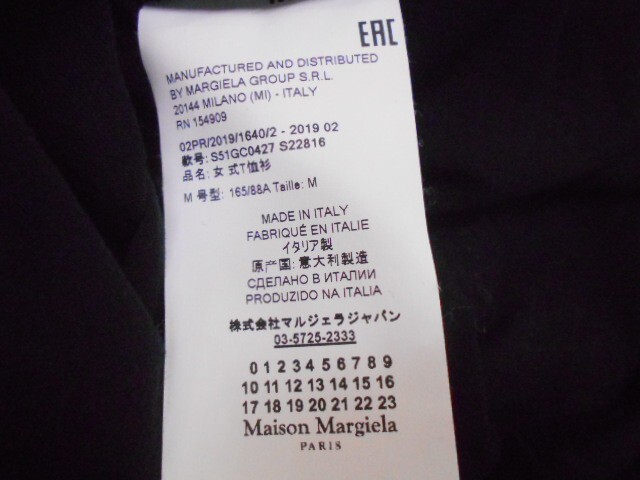 EAC
MANUFACTURED AND DISTRIBUTED
BY MARGIELA GROUP S.R.L.
20144 MILANO (MI) - ITALY
RN 154909
02PR/2019/1640/2 - 2019 02
款号: S51GC0427 S22816
品名: 女式T恤衫
M 号型: 165/88A Taille: M
MADE IN ITALY
FABRIQUÉ EN ITALIE
イタリア製
原产国: 意大利製造
СДЕЛАНО В ИТАЛИИ
PRODUZIDO NA ITALIA
株式会社マルジェラジャパン
03-5725-2333
0 1 2 3 4 5 6 7 8 9
10 11 12 13 14 15 16
17 18 19 20 21 22 23
Maison Margiela
PARIS